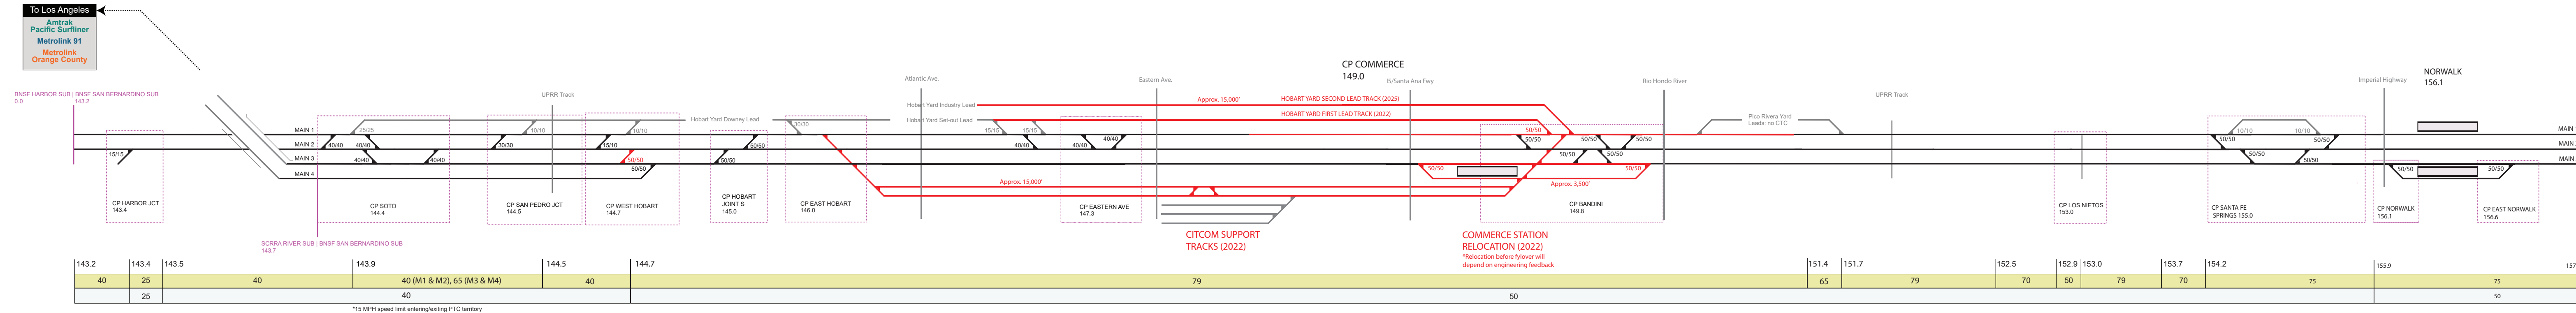 To Los Angeles
Amtrak
Pacific Surfliner
Metrolink 91
Metrolink
Orange County
BNSF HARBOR SUB | BNSF SAN BERNARDINO SUB
0.0 143.2
15/15
CP HARBOR JCT
143.4
SCRRA RIVER SUB | BNSF SAN BERNARDINO SUB
143.7
MAIN 1
MAIN 2
MAIN 3
MAIN 4
25/25
40/40
40/40
40/40
40/40
CP SOTO
144.4
UPRR Track
10/10
30/30
CP SAN PEDRO JCT
144.5
10/10
15/10
50/50
50/50
CP WEST HOBART
144.7
Hobart Yard Downey Lead
50/50
50/50
CP HOBART
JOINT S
145.0
30/30
CP EAST HOBART
146.0
Atlantic Ave.
Hobart Yard Industry Lead
Hobart Yard Set-out Lead
15/15
15/15
40/40
40/40
40/40
Approx. 15,000'
CP EASTERN AVE
147.3
Eastern Ave.
Approx. 15,000'
HOBART YARD SECOND LEAD TRACK (2025)
HOBART YARD FIRST LEAD TRACK (2022)
CITCOM SUPPORT
TRACKS (2022)
CP COMMERCE
149.0
I5/Santa Ana Fwy
50/50
50/50
50/50
50/50
50/50
50/50
50/50
50/50
50/50
Approx. 3,500'
COMMERCE STATION
RELOCATION (2022)
*Relocation before fylover will
depend on engineering feedback
CP BANDINI
149.8
Rio Hondo River
Pico Rivera Yard
Leads: no CTC
UPRR Track
CP LOS NIETOS
153.0
10/10
10/10
50/50
50/50
50/50
50/50
CP SANTA FE
SPRINGS 155.0
Imperial Highway
NORWALK
156.1
50/50
50/50
CP NORWALK
156.1
CP EAST NORWALK
156.6
MAIN
MAIN
MAIN
143.2 143.4 143.5 143.9 144.5 144.7 151.4 151.7 152.5 152.9 153.0 153.7 154.2 155.9 157
40 25 40 40 (M1 & M2), 65 (M3 & M4) 40 79 65 79 70 50 79 70 75 75
25 40 50 50
*15 MPH speed limit entering/exiting PTC territory